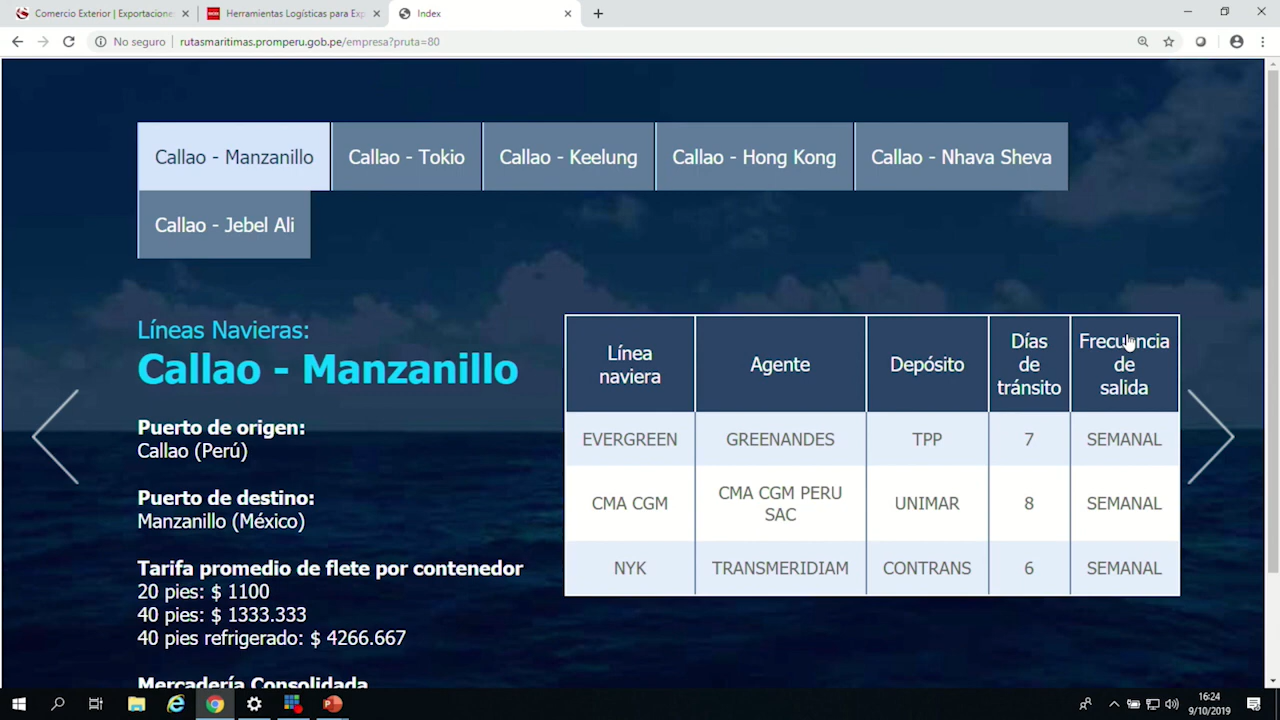 Comercio Exterior | Exportacione
Herramientas Logísticas para Exp
Index
No seguro
rutasmaritimas.promperu.gob.pe/empresa?pruta=80
Callao - Manzanillo
Callao - Tokio
Callao - Keelung
Callao - Hong Kong
Callao - Nhava Sheva
Callao - Jebel Ali
Líneas Navieras:
Callao - Manzanillo
Puerto de origen:
Callao (Perú)
Puerto de destino:
Manzanillo (México)
Tarifa promedio de flete por contenedor
20 pies: $ 1100
40 pies: $ 1333.333
40 pies refrigerado: $ 4266.667
Mercadería Consolidada
Línea
naviera
Agente
Depósito
Días
de
tránsito
Frecuencia
de
salida
EVERGREEN
GREENANDES
TPP
7
SEMANAL
CMA CGM
CMA CGM PERU
SAC
UNIMAR
8
SEMANAL
NYK
TRANSMERIDIAM
CONTRANS
6
SEMANAL
16:24
9/10/2019